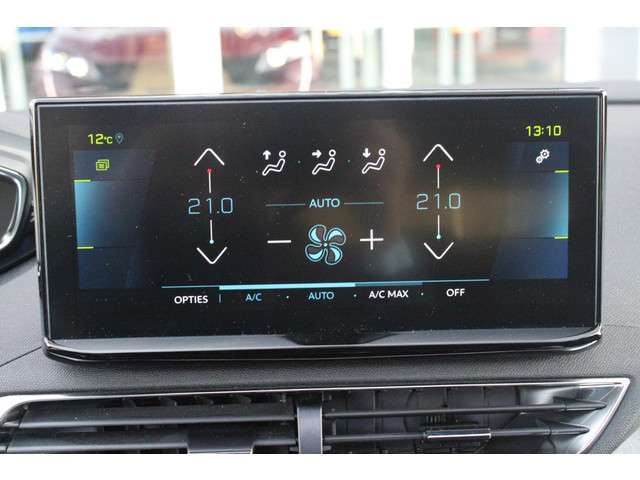 12°C 13:10
21.0 AUTO 21.0
OPTIES A/C AUTO A/C MAX OFF